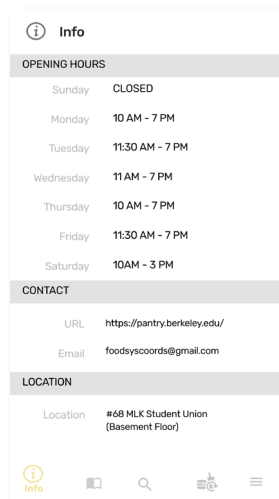 Info
OPENING HOURS
Sunday CLOSED
Monday 10 AM - 7 PM
Tuesday 11:30 AM - 7 PM
Wednesday 11 AM - 7 PM
Thursday 10 AM - 7 PM
Friday 11:30 AM - 7 PM
Saturday 10AM - 3 PM
CONTACT
URL https://pantry.berkeley.edu/
Email foodsyscoords@gmail.com
LOCATION
Location #68 MLK Student Union
(Basement Floor)
Info